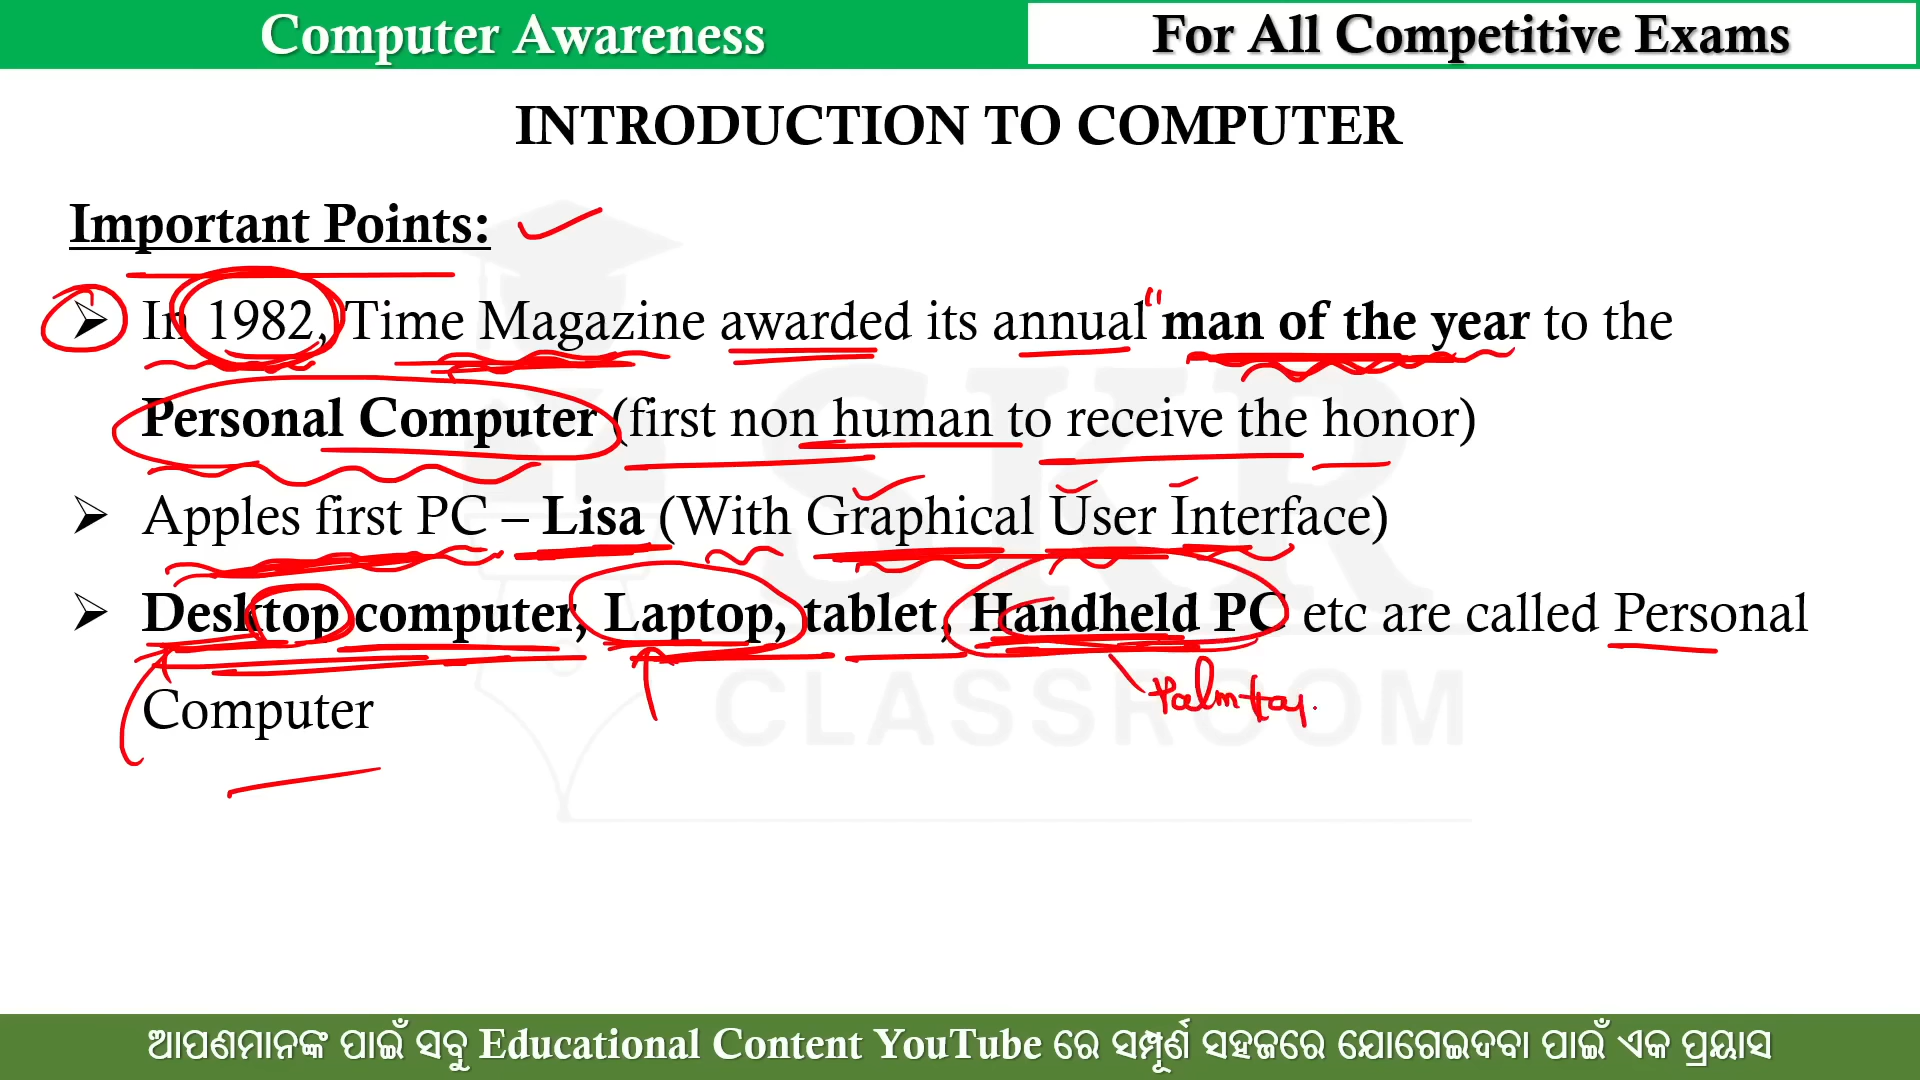 Computer Awareness
For All Competitive Exams
INTRODUCTION TO COMPUTER
Important Points:
➢ In 1982, Time Magazine awarded its annual "man of the year to the
Personal Computer (first non human to receive the honor)
➢ Apples first PC – Lisa (With Graphical User Interface)
➢ Desktop computer, Laptop, tablet, Handheld PC etc are called Personal
Computer
SKR
CLASSROOM
ଆପଣମାନଙ୍କ ପାଇଁ ସବୁ Educational Content YouTube ରେ ସମ୍ପୂର୍ଣ ସହଜରେ ଯୋଗେଇଦବା ପାଇଁ ଏକ ପ୍ରୟାସ